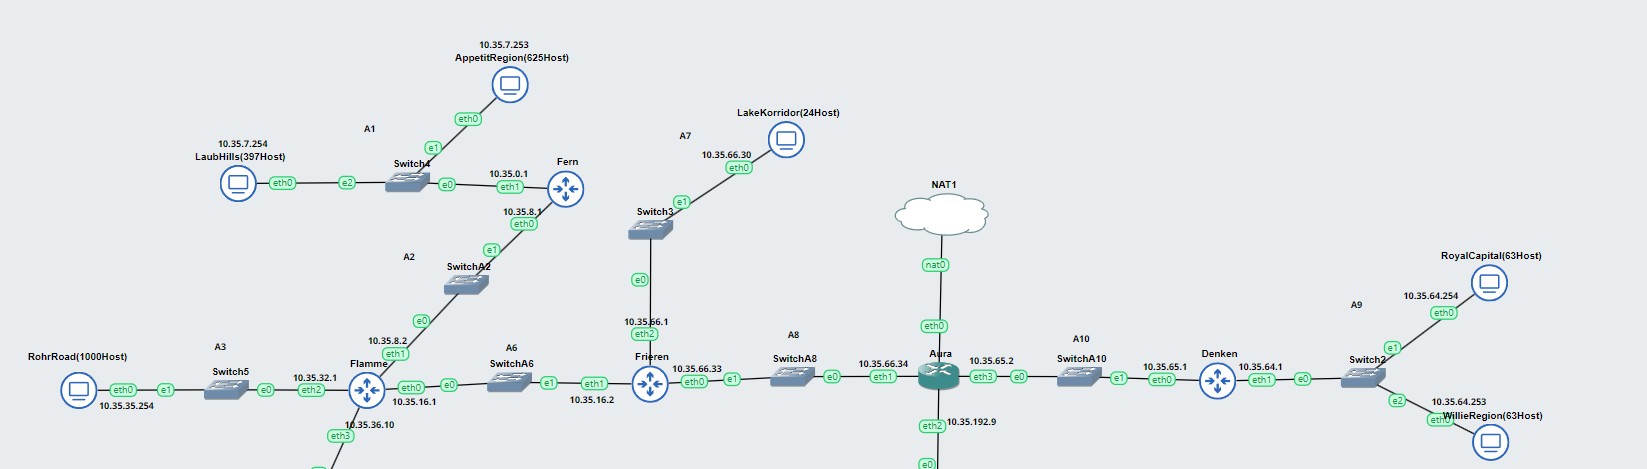 10.35.7.253
AppetitRegion(625Host)
eth0
A1
e1
10.35.7.254
LaubHills(397Host)
eth0
e2
Switch4
e0
10.35.0.1
eth1
Fern
10.35.8.1
eth0
e1
A2
SwitchA2
e0
10.35.8.2
eth1
LakeKorridor(24Host)
A7
10.35.66.30
eth0
e1
Switch3
e0
10.35.66.1
eth2
NAT1
nat0
eth0
RoyalCapital(63Host)
10.35.64.254
A9
eth0
e1
RohrRoad(1000Host)
A3
Switch5
eth0
e1
e0
10.35.32.1
eth2
10.35.35.254
Flamme
eth0
10.35.16.1
e0
A6
SwitchA6
e1
eth1
10.35.16.2
Frieren
10.35.66.33
eth0
e1
A8
SwitchA8
e0
10.35.66.34
eth1
Aura
10.35.65.2
eth3
e0
A10
SwitchA10
e1
10.35.65.1
eth0
Denken
10.35.64.1
eth1
e0
Switch2
e2
10.35.64.253
eth0
WillieRegion(63Host)
10.35.36.10
eth3
eth2
10.35.192.9
e0